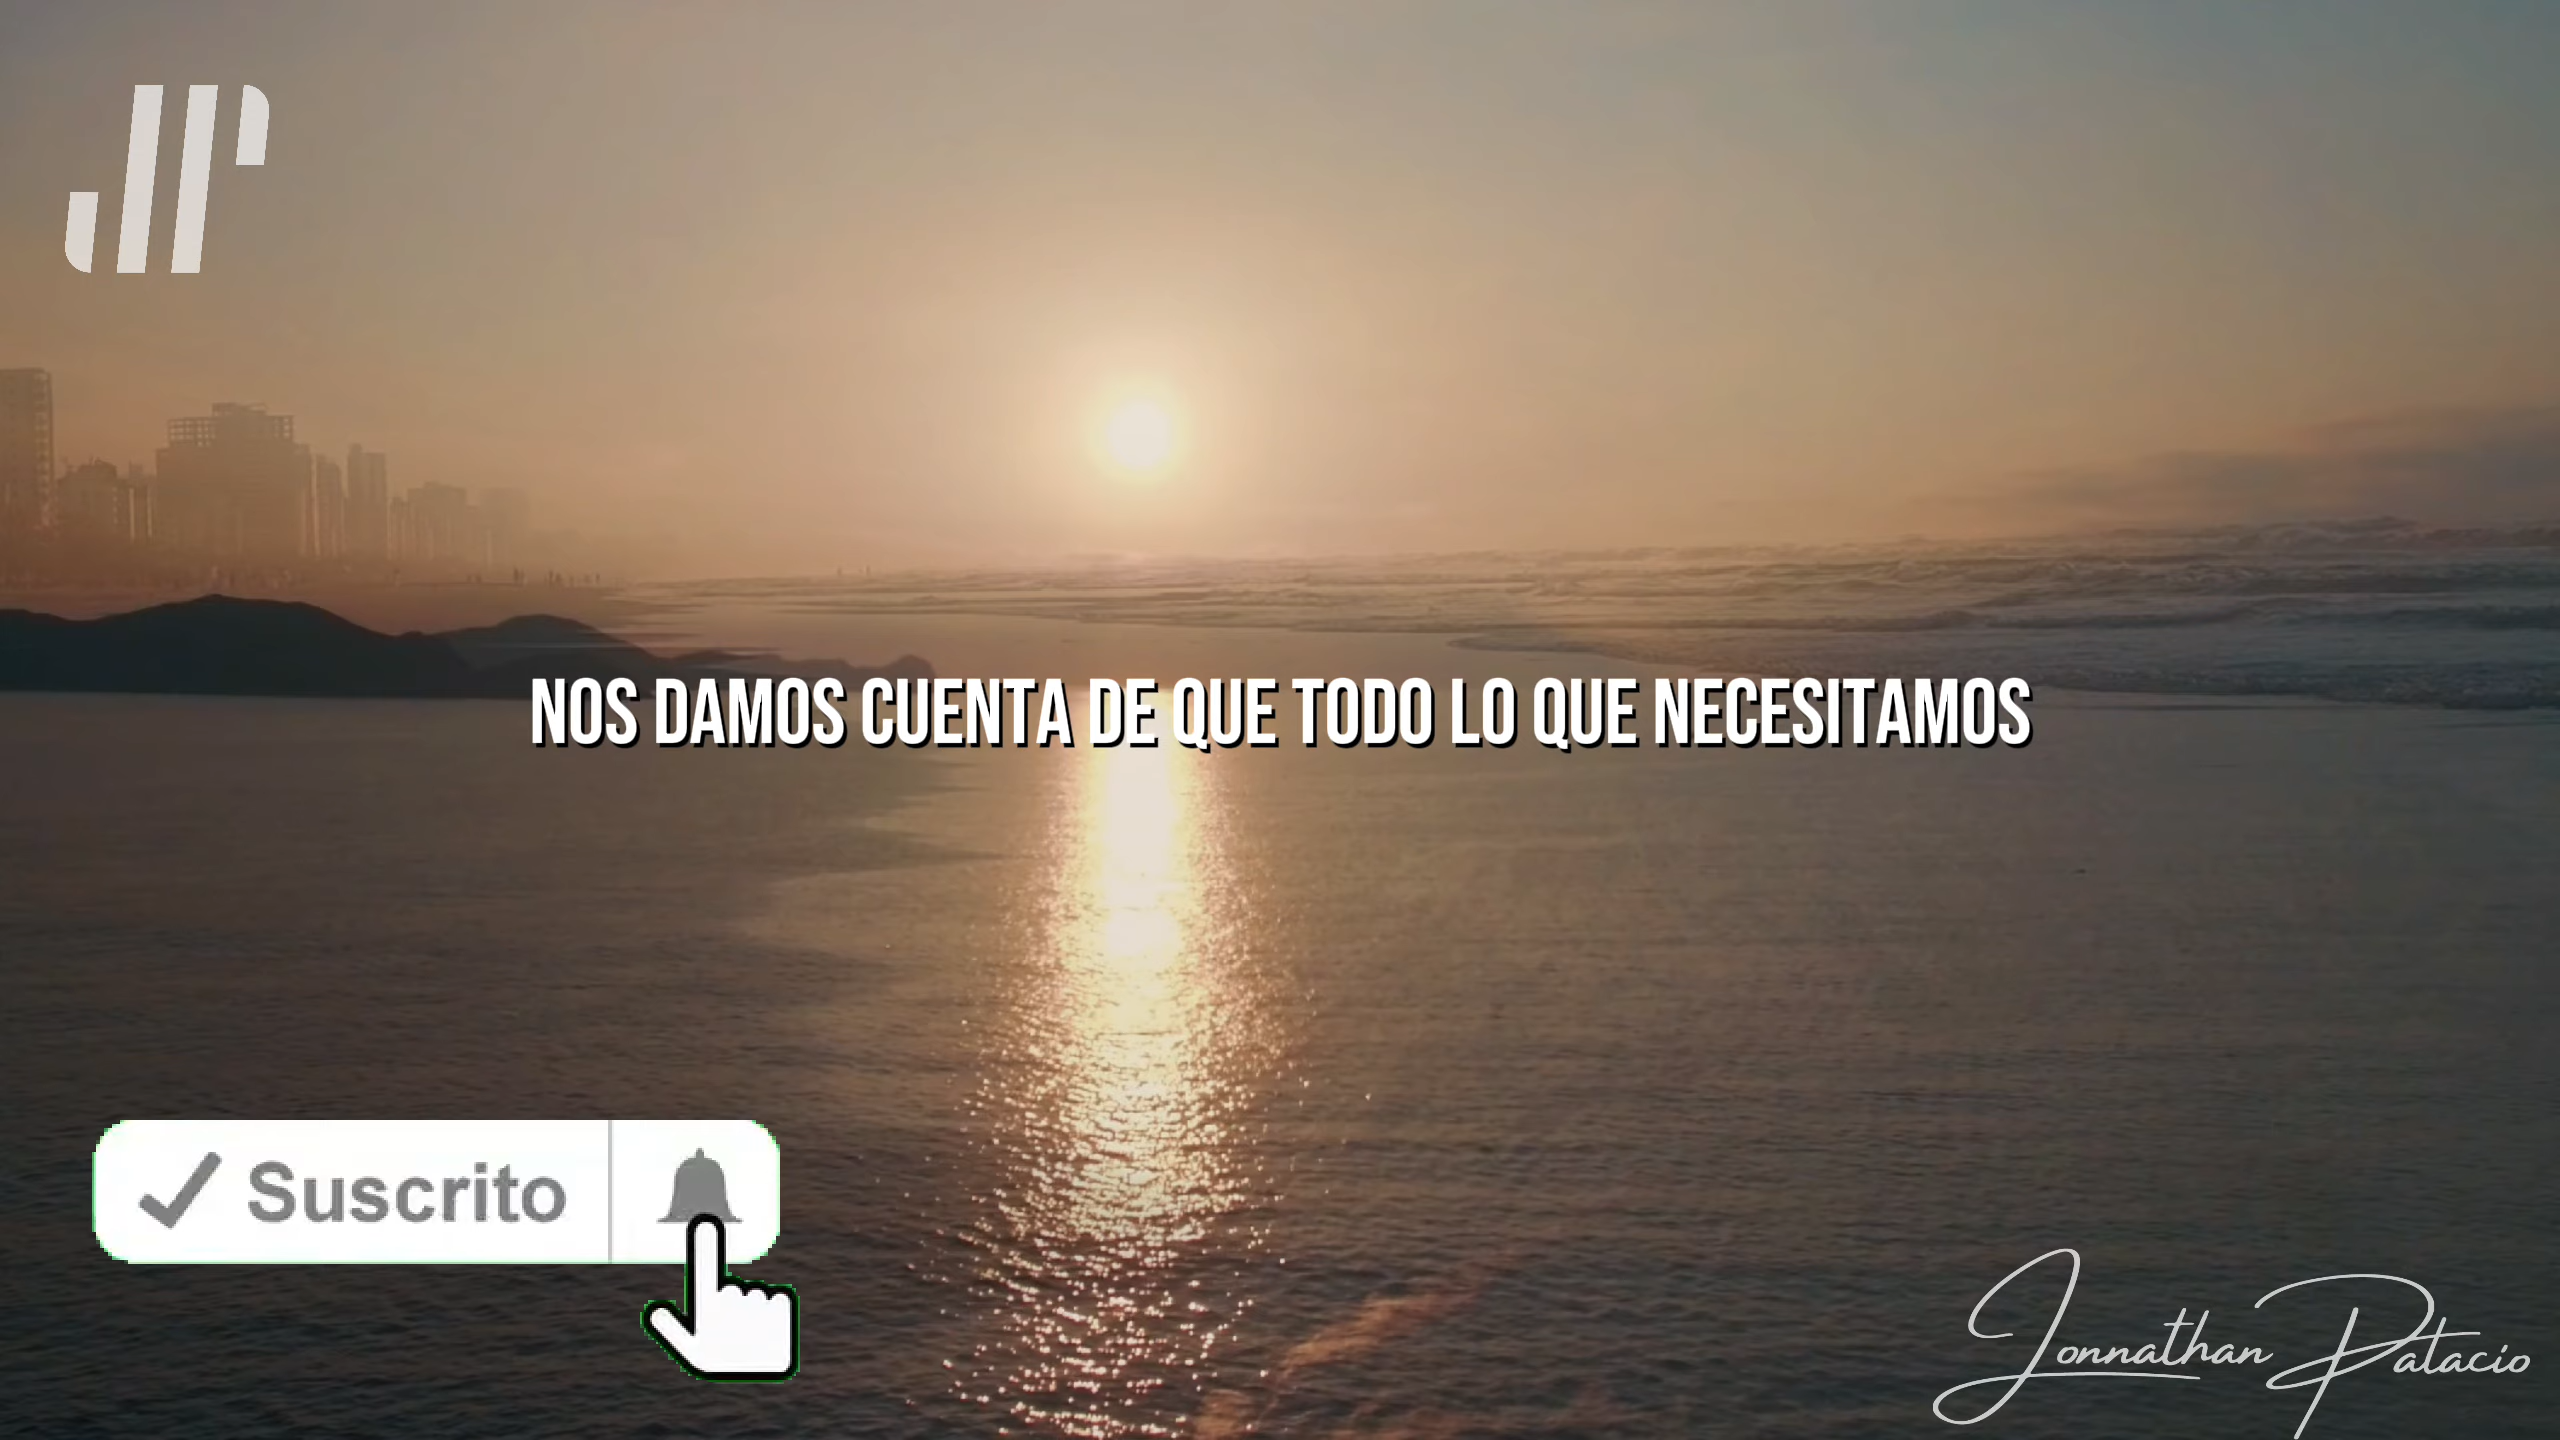 JP
NOS DAMOS CUENTA DE QUE TODO LO QUE NECESITAMOS
Suscrito
Jonnathan Palacio